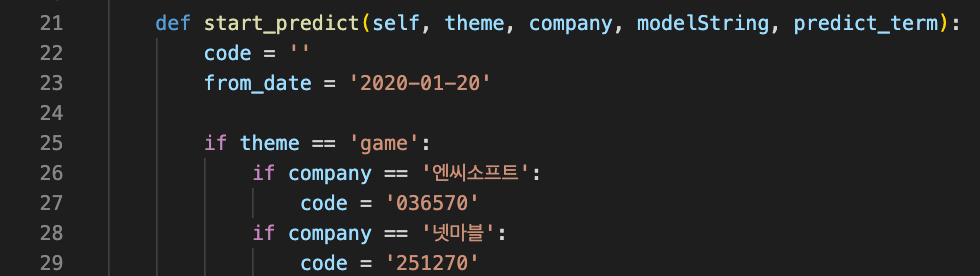 21 def start_predict(self, theme, company, modelString, predict_term):
22 code = ''
23 from_date = '2020-01-20'
24
25 if theme == 'game':
26 if company == '엔씨소프트':
27 code = '036570'
28 if company == '넷마블':
29 code = '251270'